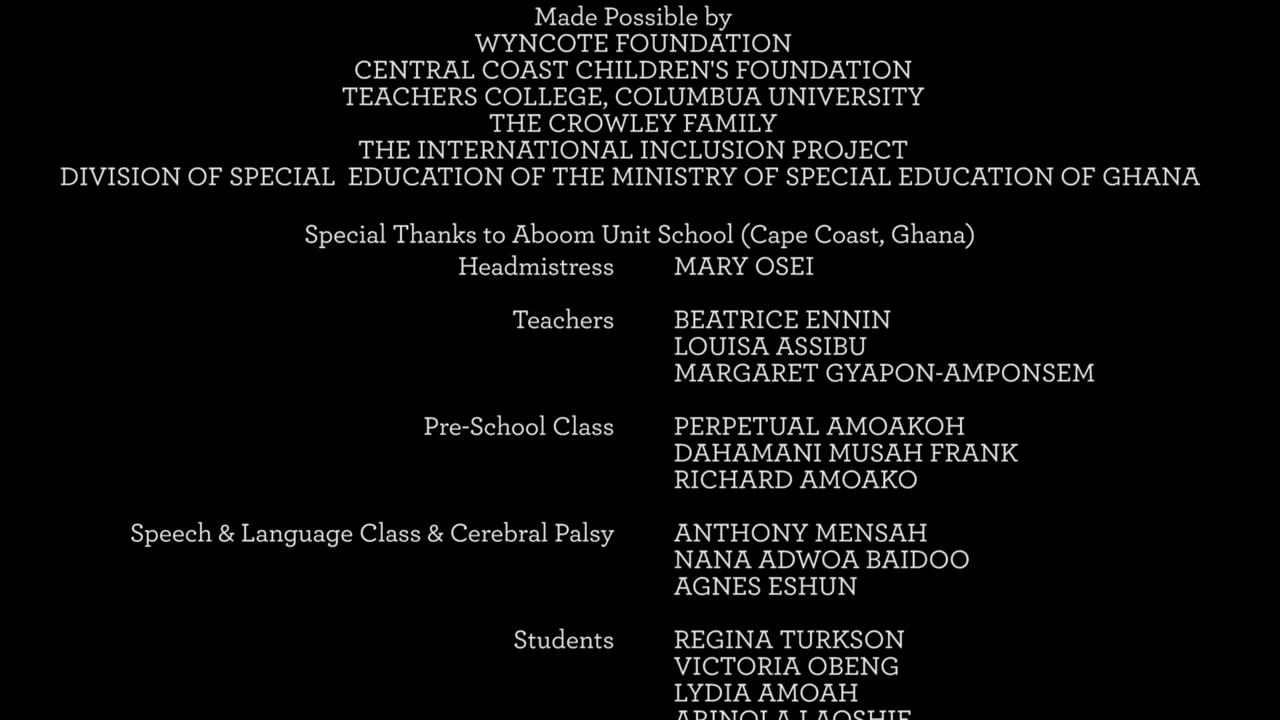 Made Possible by
WYNCOTE FOUNDATION
CENTRAL COAST CHILDREN'S FOUNDATION
TEACHERS COLLEGE, COLUMBUA UNIVERSITY
THE CROWLEY FAMILY
THE INTERNATIONAL INCLUSION PROJECT
DIVISION OF SPECIAL EDUCATION OF THE MINISTRY OF SPECIAL EDUCATION OF GHANA
Special Thanks to Aboom Unit School (Cape Coast, Ghana)
Headmistress MARY OSEI
Teachers BEATRICE ENNIN
LOUISA ASSIBU
MARGARET GYAPON-AMPONSEM
Pre-School Class PERPETUAL AMOAKOH
DAHAMANI MUSAH FRANK
RICHARD AMOAKO
Speech & Language Class & Cerebral Palsy ANTHONY MENSAH
NANA ADWOA BAIDOO
AGNES ESHUN
Students REGINA TURKSON
VICTORIA OBENG
LYDIA AMOAH